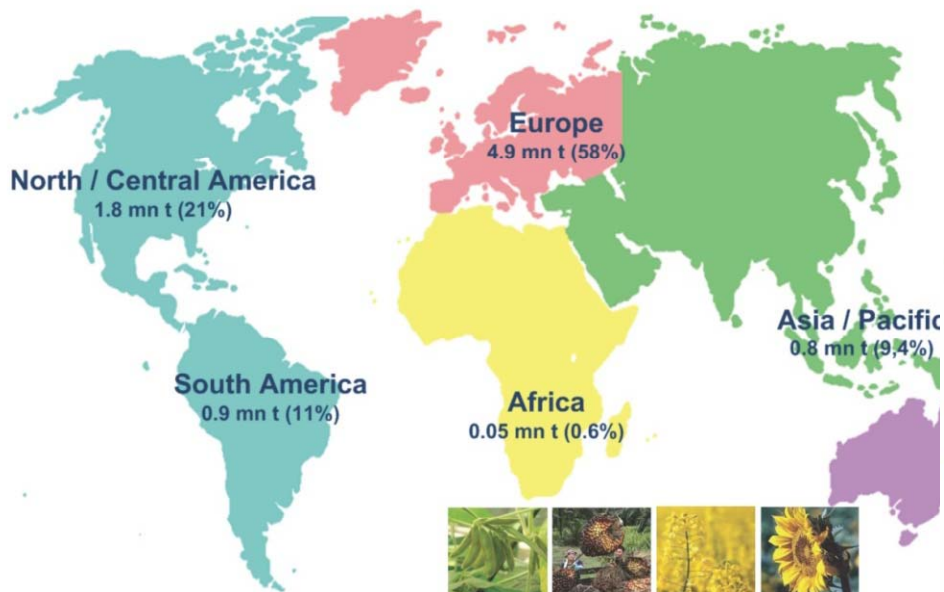 Europe
4.9 mn t (58%)
North / Central America
1.8 mn t (21%)
Asia / Pacific
0.8 mn t (9,4%)
South America
0.9 mn t (11%)
Africa
0.05 mn t (0.6%)